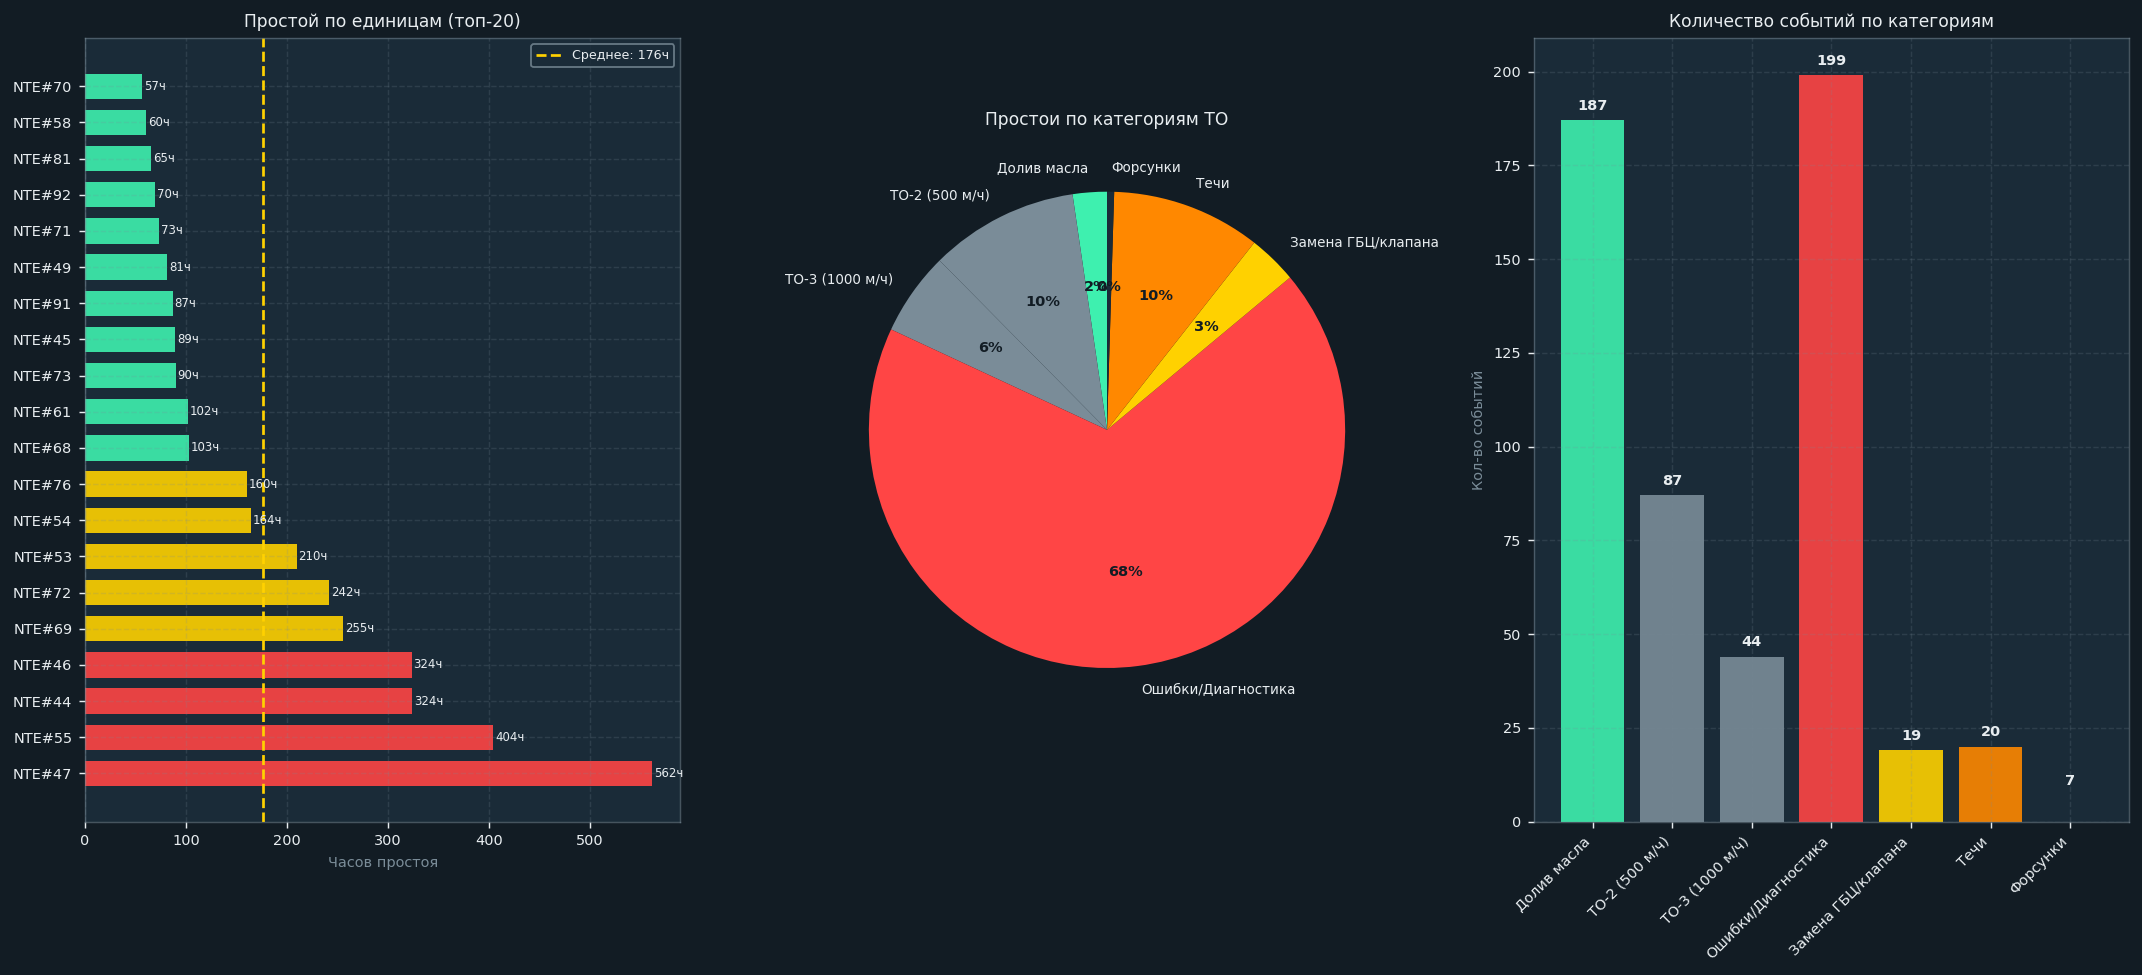 Простой по единицам (топ-20)
Среднее: 176ч
NTE#70 57ч
NTE#58 60ч
NTE#81 65ч
NTE#92 70ч
NTE#71 73ч
NTE#49 81ч
NTE#91 87ч
NTE#45 89ч
NTE#73 90ч
NTE#61 102ч
NTE#68 103ч
NTE#76 160ч
NTE#54 164ч
NTE#53 210ч
NTE#72 242ч
NTE#69 255ч
NTE#46 324ч
NTE#44 324ч
NTE#55 404ч
NTE#47 562ч
0 100 200 300 400 500
Часов простоя
Простои по категориям ТО
Долив масла
Форсунки
Течи
ТО-2 (500 м/ч)
Замена ГБЦ/клапана
ТО-3 (1000 м/ч)
2%
0%
10%
10%
3%
6%
68%
Ошибки/Диагностика
Количество событий по категориям
Кол-во событий
200
175
150
125
100
75
50
25
0
187
87
44
199
19
20
7
Долив масла
ТО-2 (500 м/ч)
ТО-3 (1000 м/ч)
Ошибки/Диагностика
Замена ГБЦ/клапана
Течи
Форсунки